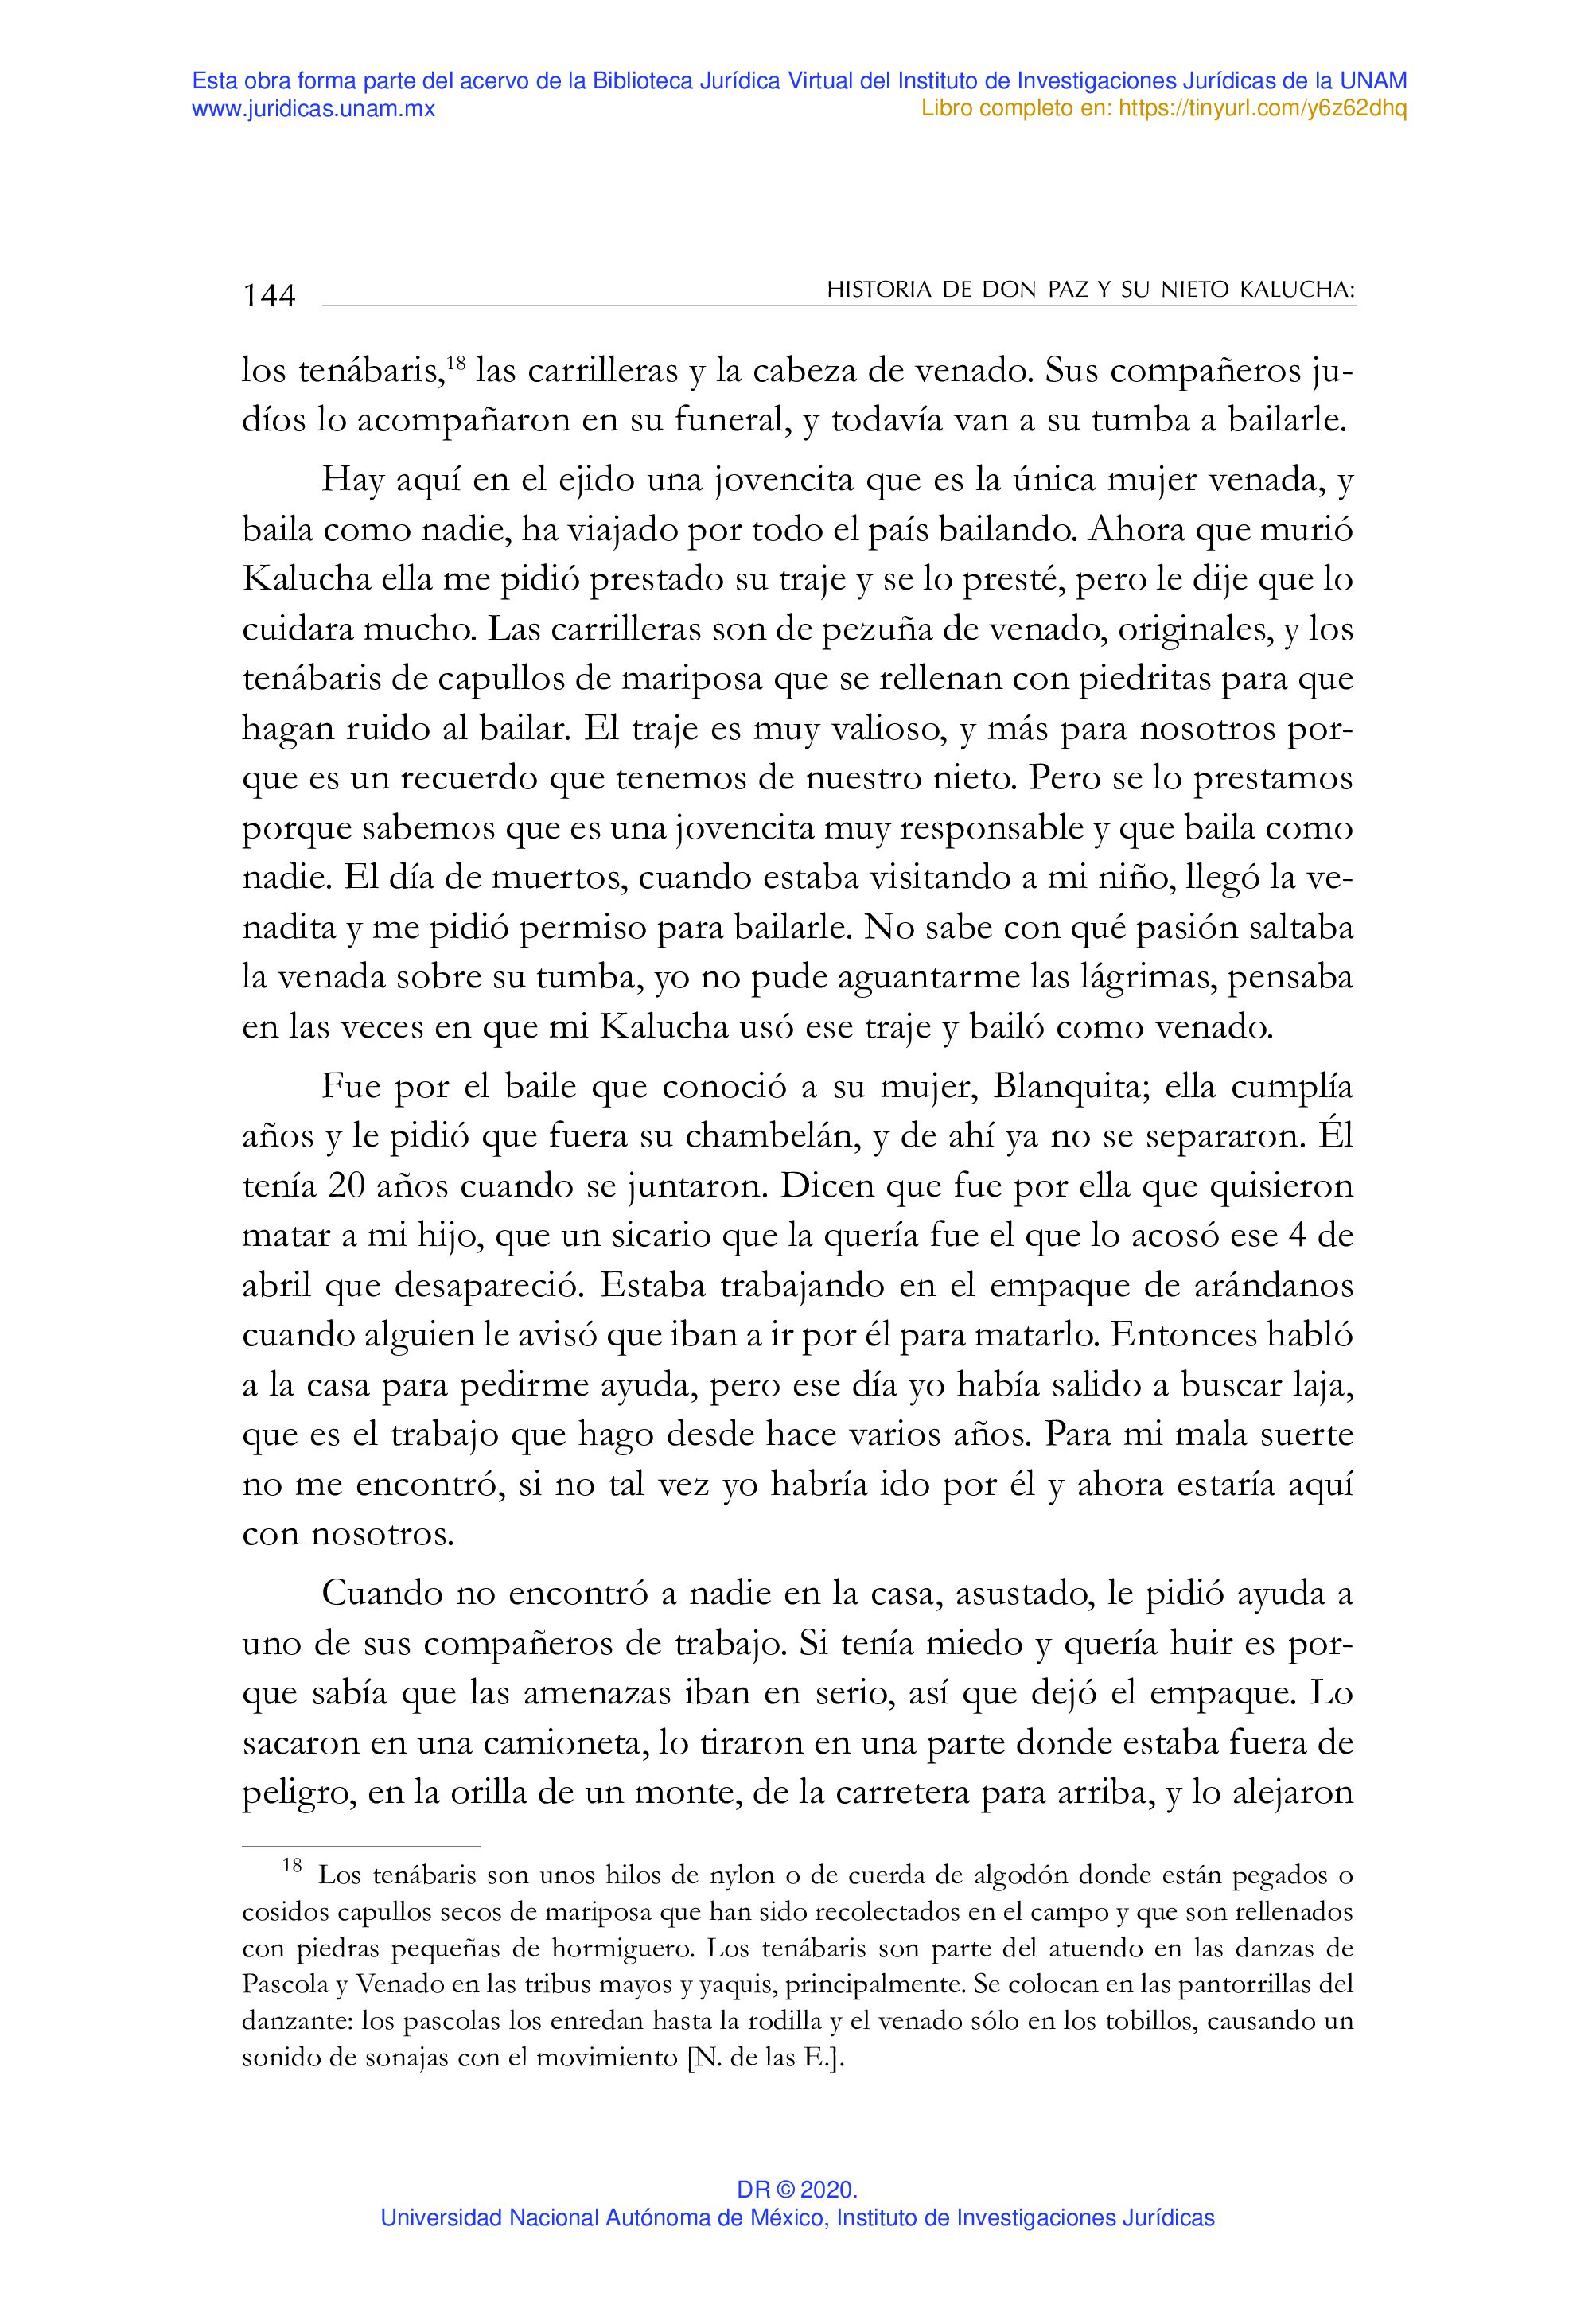 Esta obra forma parte del acervo de la Biblioteca Jurídica Virtual del Instituto de Investigaciones Jurídicas de la UNAM
www.juridicas.unam.mx
Libro completo en: https://tinyurl.com/y6z62dhq
144
HISTORIA DE DON PAZ Y SU NIETO KALUCHA:
los tenábaris,18 las carrilleras y la cabeza de venado. Sus compañeros ju-
díos lo acompañaron en su funeral, y todavía van a su tumba a bailarle.
Hay aquí en el ejido una jovencita que es la única mujer venada, y
baila como nadie, ha viajado por todo el país bailando. Ahora que murió
Kalucha ella me pidió prestado su traje y se lo presté, pero le dije que lo
cuidara mucho. Las carrilleras son de pezuña de venado, originales, y los
tenábaris de capullos de mariposa que se rellenan con piedritas para que
hagan ruido al bailar. El traje es muy valioso, y más para nosotros por-
que es un recuerdo que tenemos de nuestro nieto. Pero se lo prestamos
porque sabemos que es una jovencita muy responsable y que baila como
nadie. El día de muertos, cuando estaba visitando a mi niño, llegó la ve-
nadita y me pidió permiso para bailarle. No sabe con qué pasión saltaba
la venada sobre su tumba, yo no pude aguantarme las lágrimas, pensaba
en las veces en que mi Kalucha usó ese traje y bailó como venado.
Fue por el baile que conoció a su mujer, Blanquita; ella cumplía
años y le pidió que fuera su chambelán, y de ahí ya no se separaron. Él
tenía 20 años cuando se juntaron. Dicen que fue por ella que quisieron
matar a mi hijo, que un sicario que la quería fue el que lo acosó ese 4 de
abril que desapareció. Estaba trabajando en el empaque de arándanos
cuando alguien le avisó que iban a ir por él para matarlo. Entonces habló
a la casa para pedirme ayuda, pero ese día yo había salido a buscar laja,
que es el trabajo que hago desde hace varios años. Para mi mala suerte
no me encontró, si no tal vez yo habría ido por él y ahora estaría aquí
con nosotros.
Cuando no encontró a nadie en la casa, asustado, le pidió ayuda a
uno de sus compañeros de trabajo. Si tenía miedo y quería huir es por-
que sabía que las amenazas iban en serio, así que dejó el empaque. Lo
sacaron en una camioneta, lo tiraron en una parte donde estaba fuera de
peligro, en la orilla de un monte, de la carretera para arriba, y lo alejaron
18 Los tenábaris son unos hilos de nylon o de cuerda de algodón donde están pegados o
cosidos capullos secos de mariposa que han sido recolectados en el campo y que son rellenados
con piedras pequeñas de hormiguero. Los tenábaris son parte del atuendo en las danzas de
Pascola y Venado en las tribus mayos y yaquis, principalmente. Se colocan en las pantorrillas del
danzante: los pascolas los enredan hasta la rodilla y el venado sólo en los tobillos, causando un
sonido de sonajas con el movimiento [N. de las E.].
DR © 2020.
Universidad Nacional Autónoma de México, Instituto de Investigaciones Jurídicas